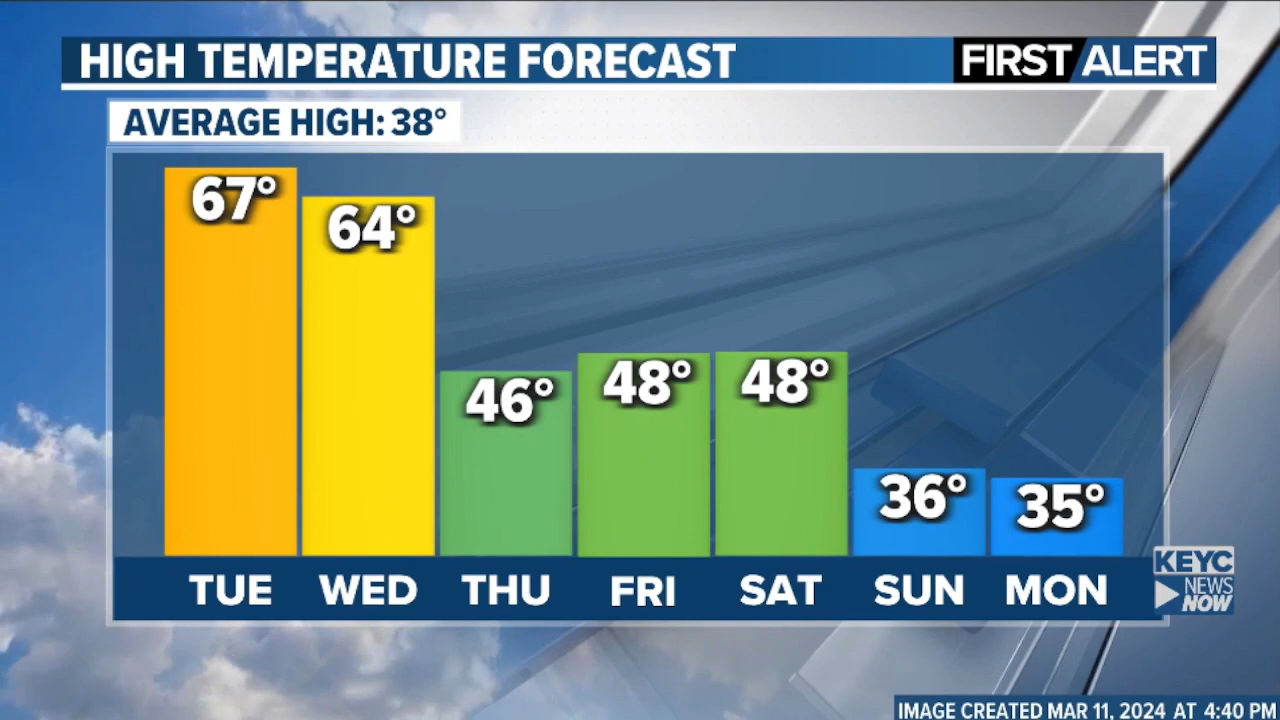 HIGH TEMPERATURE FORECAST
FIRST ALERT
AVERAGE HIGH: 38°
67°
64°
46°
48°
48°
36°
35°
TUE WED THU FRI SAT SUN MON
KEYC
NEWS
NOW
IMAGE CREATED MAR 11, 2024 AT 4:40 PM